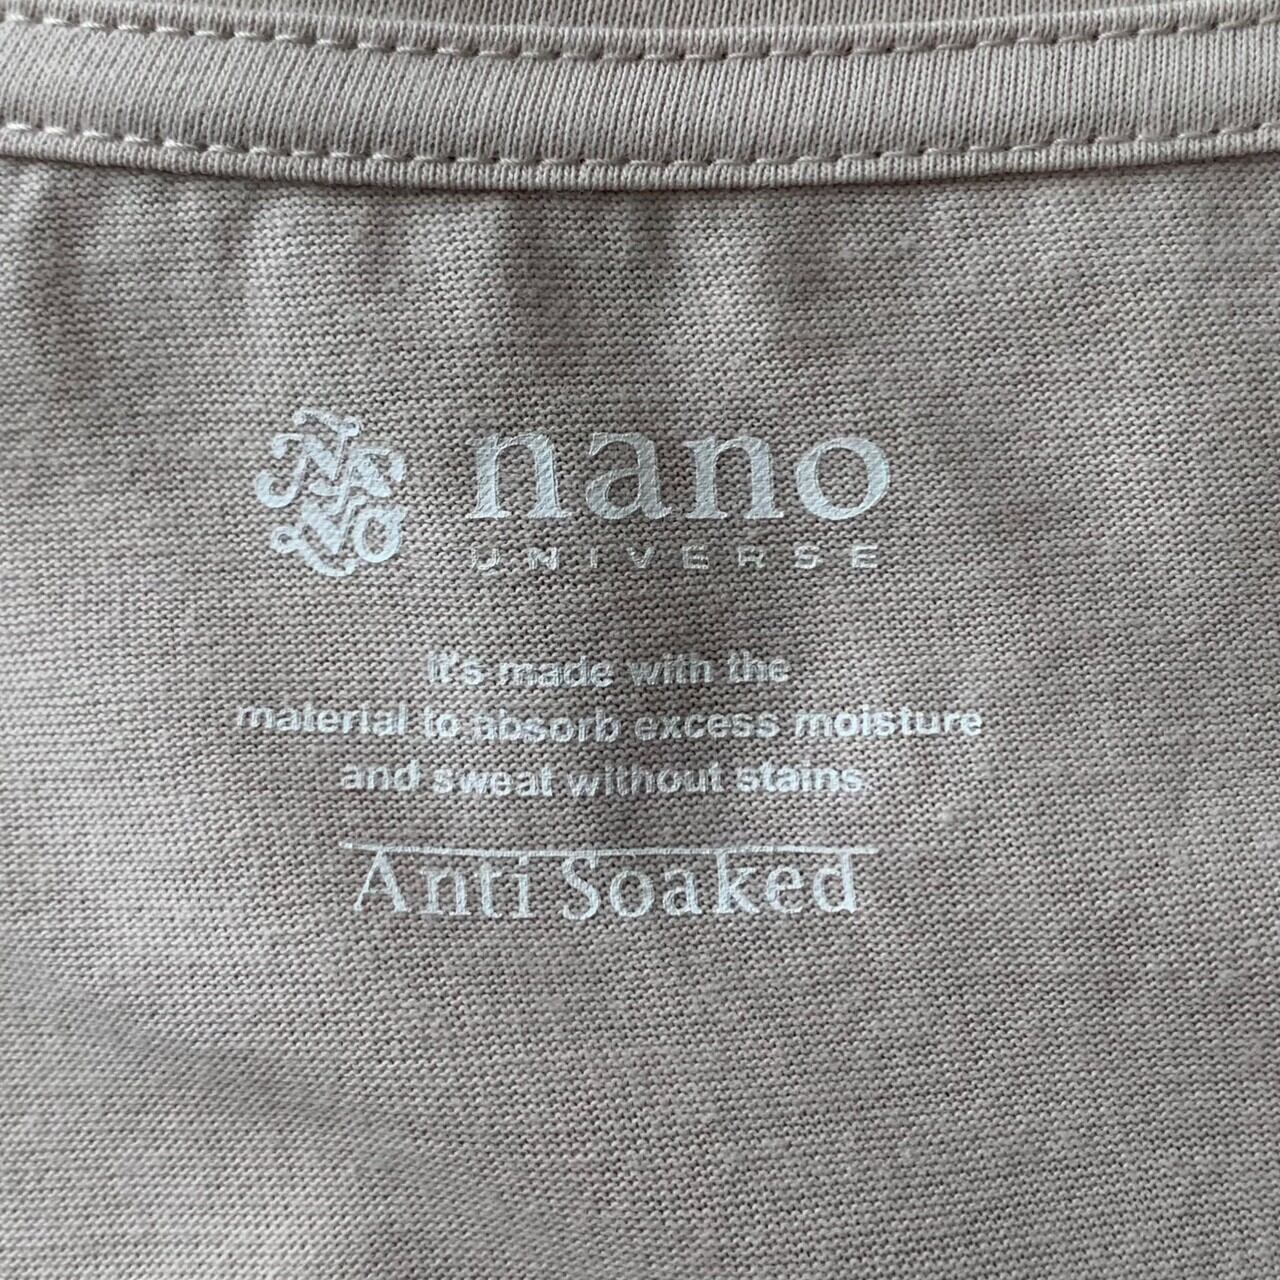 nano
UNIVERSE
It's made with the
material to absorb excess moisture
and sweat without stains.
Anti Soaked